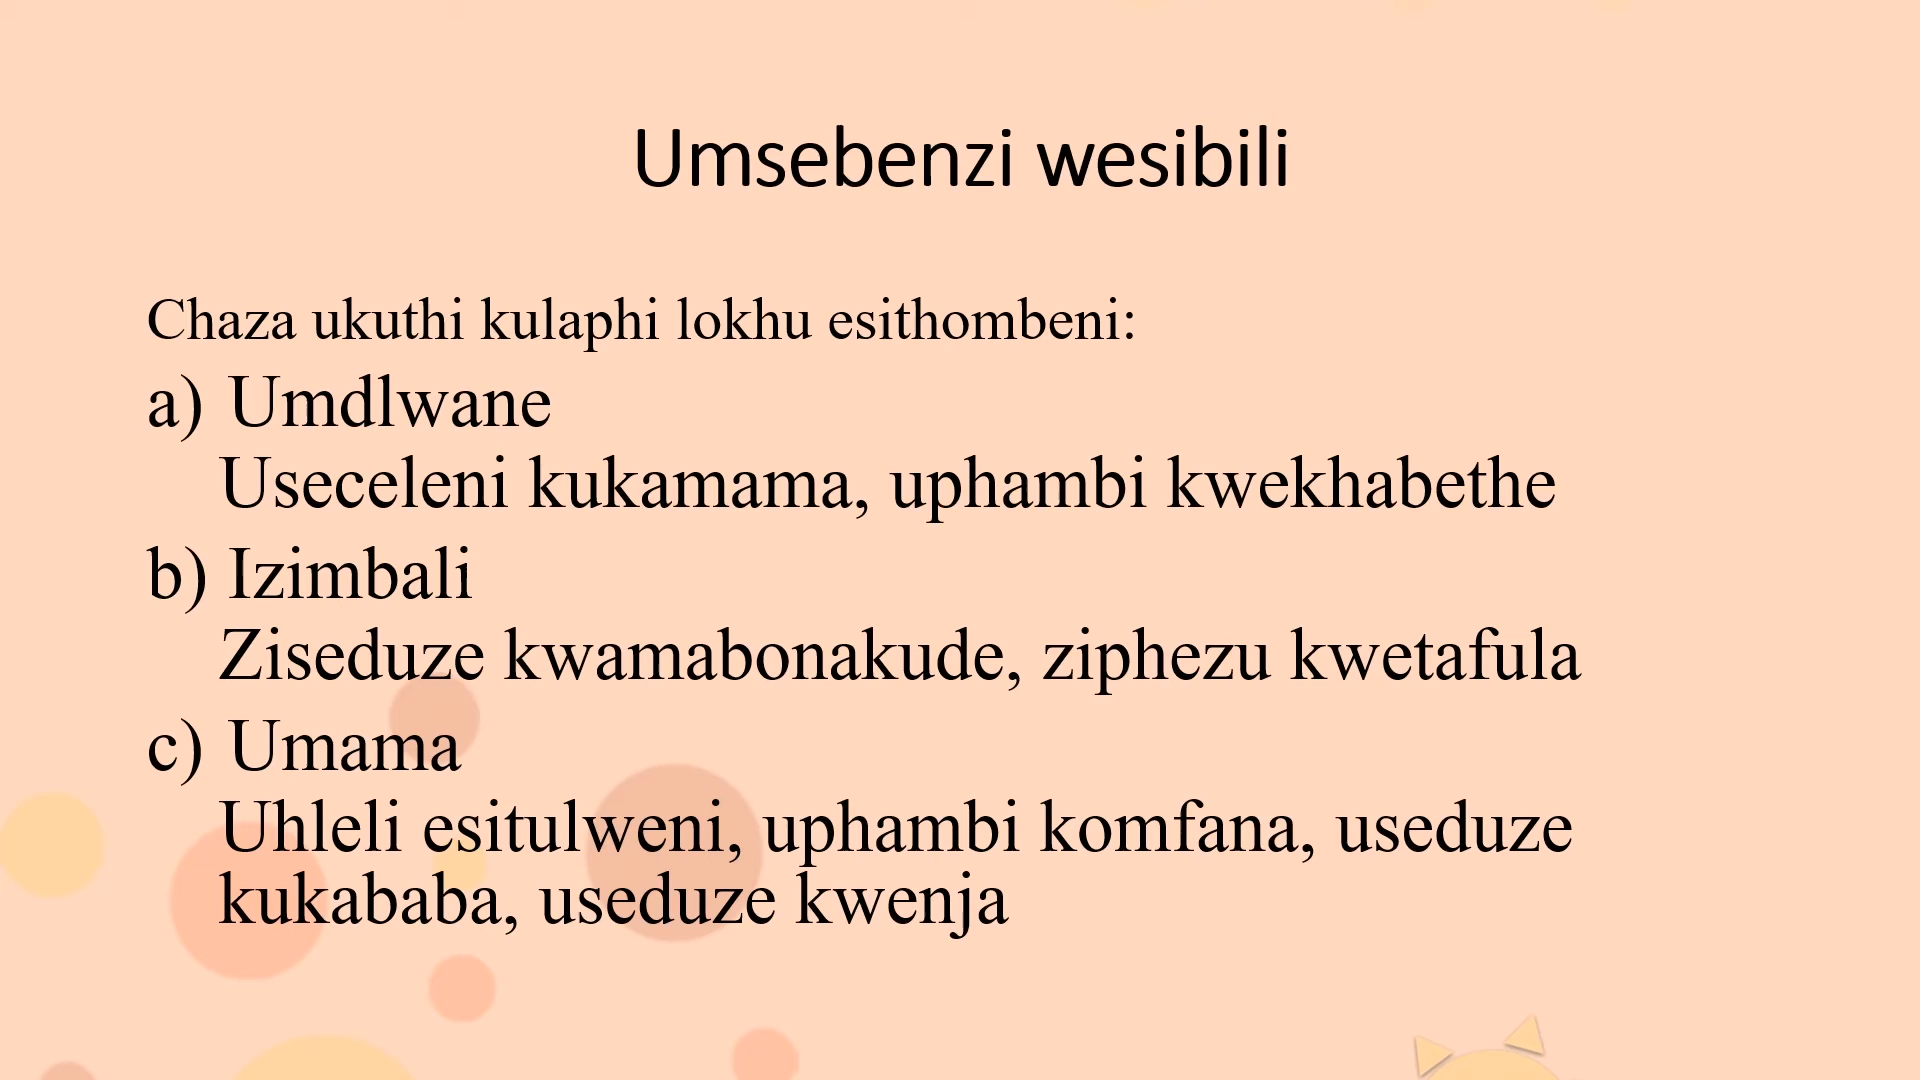 Umsebenzi wesibili
Chaza ukuthi kulaphi lokhu esithombeni:
a) Umdlwane
Useceleni kukamama, uphambi kwekhabethe
b) Izimbali
Ziseduze kwamabonakude, ziphezu kwetafula
c) Umama
Uhleli esitulweni, uphambi komfana, useduze
kukababa, useduze kwenja